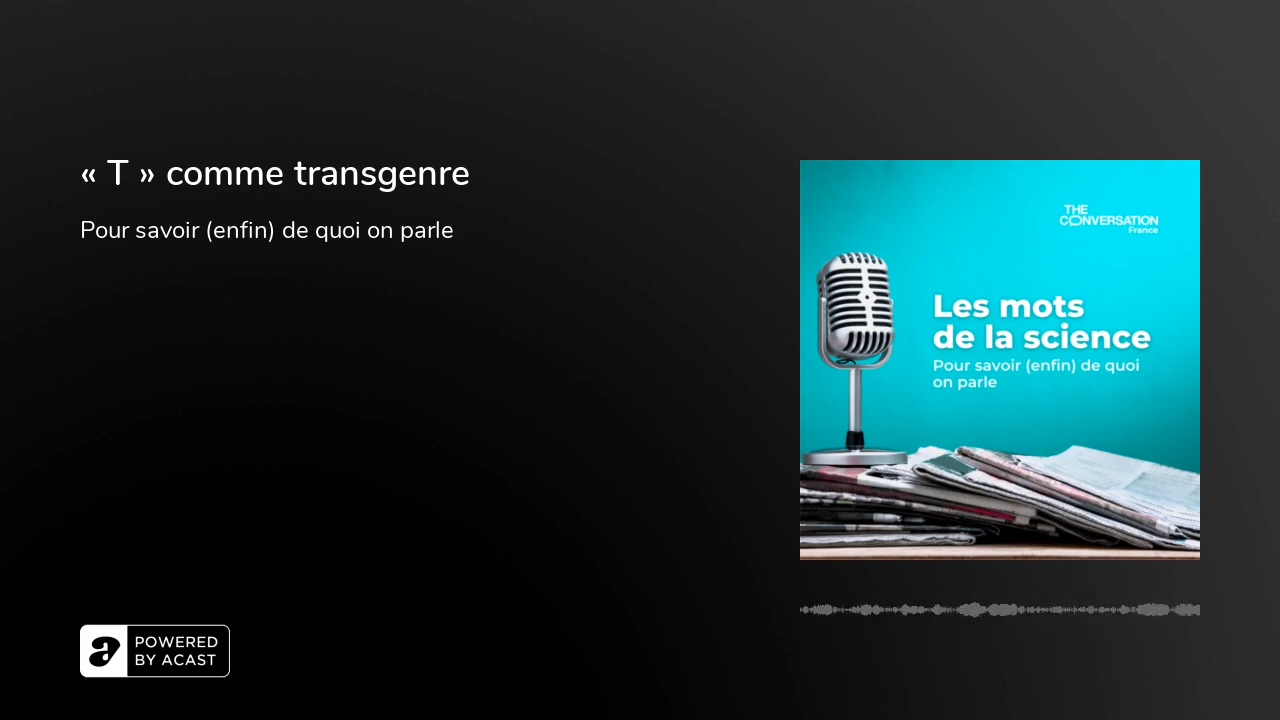 « T » comme transgenre
Pour savoir (enfin) de quoi on parle
THE
CONVERSATION
France
Les mots
de la science
Pour savoir (enfin) de quoi
on parle
a
POWERED
BY ACAST